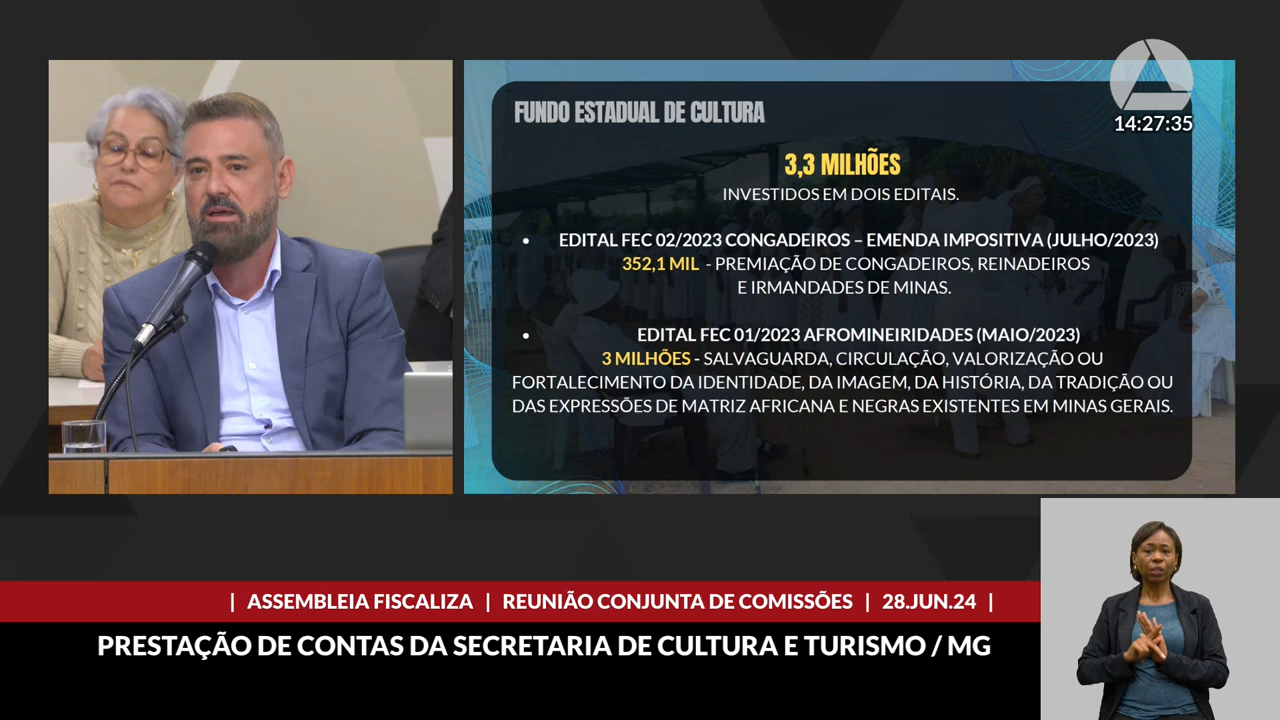 FUNDO ESTADUAL DE CULTURA
14:27:35
3,3 MILHÕES
INVESTIDOS EM DOIS EDITAIS.
• EDITAL FEC 02/2023 CONGADEIROS – EMENDA IMPOSITIVA (JULHO/2023)
352,1 MIL - PREMIAÇÃO DE CONGADEIROS, REINADEIROS
E IRMANDADES DE MINAS.
• EDITAL FEC 01/2023 AFROMINEIRIDADES (MAIO/2023)
3 MILHÕES - SALVAGUARDA, CIRCULAÇÃO, VALORIZAÇÃO OU
FORTALECIMENTO DA IDENTIDADE, DA IMAGEM, DA HISTÓRIA, DA TRADIÇÃO OU
DAS EXPRESSÕES DE MATRIZ AFRICANA E NEGRAS EXISTENTES EM MINAS GERAIS.
| ASSEMBLEIA FISCALIZA | REUNIÃO CONJUNTA DE COMISSÕES | 28.JUN.24 |
PRESTAÇÃO DE CONTAS DA SECRETARIA DE CULTURA E TURISMO / MG